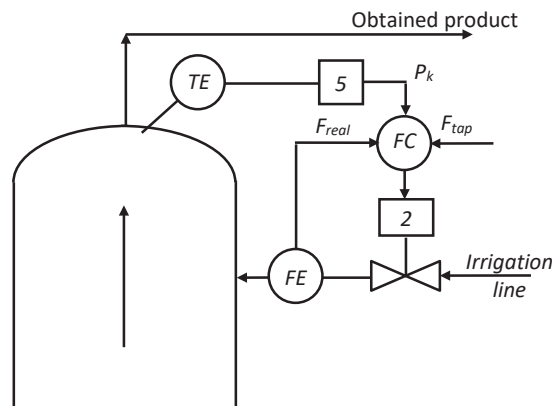 Obtained product
TE
5
P_k
F_real
FC
F_tap
2
FE
Irrigation
line